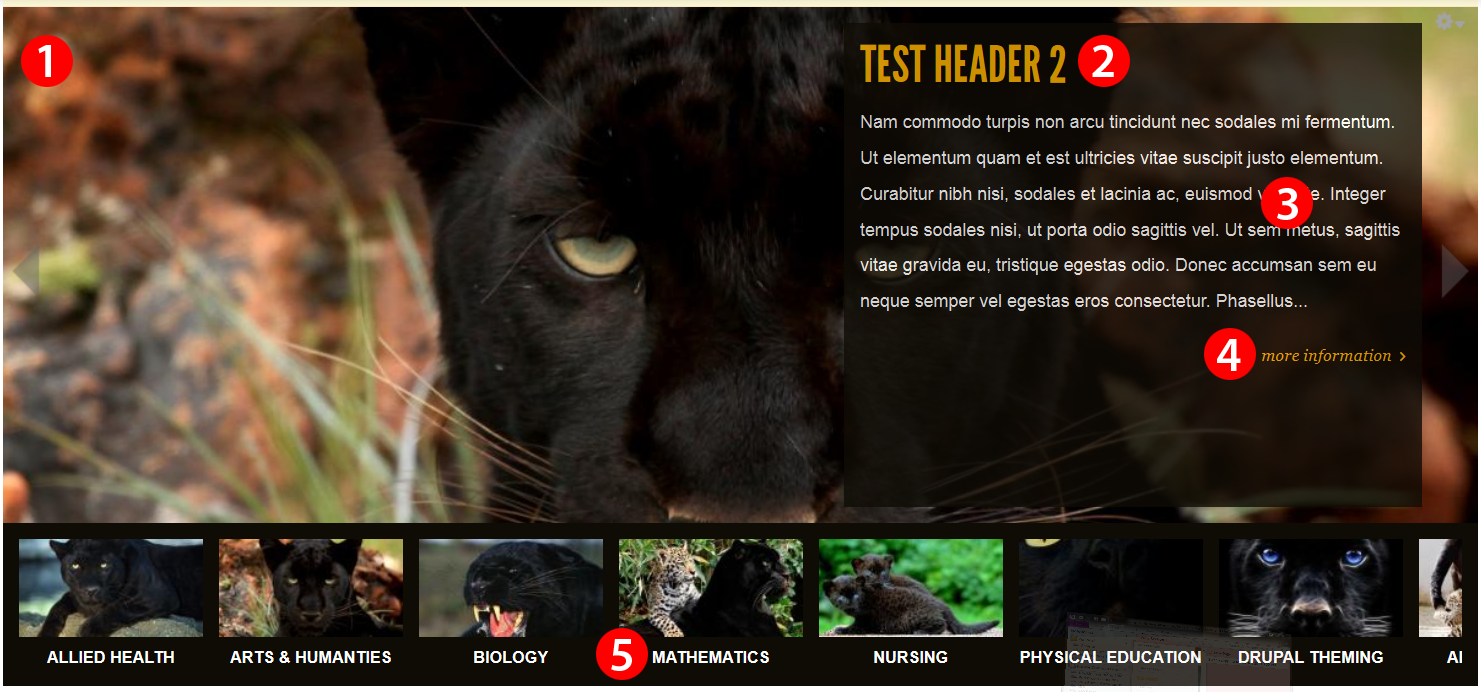 1
TEST HEADER 2 2
Nam commodo turpis non arcu tincidunt nec sodales mi fermentum.
Ut elementum quam et est ultricies vitae suscipit justo elementum.
Curabitur nibh nisi, sodales et lacinia ac, euismod Integer
3
tempus sodales nisi, ut porta odio sagittis vel. Ut sem metus, sagittis
vitae gravida eu, tristique egestas odio. Donec accumsan sem eu
neque semper vel egestas eros consectetur. Phasellus...
4 more information >
ALLIED HEALTH ARTS & HUMANTIES BIOLOGY 5 MATHEMATICS NURSING PHYSICAL EDUCATION DRUPAL THEMING